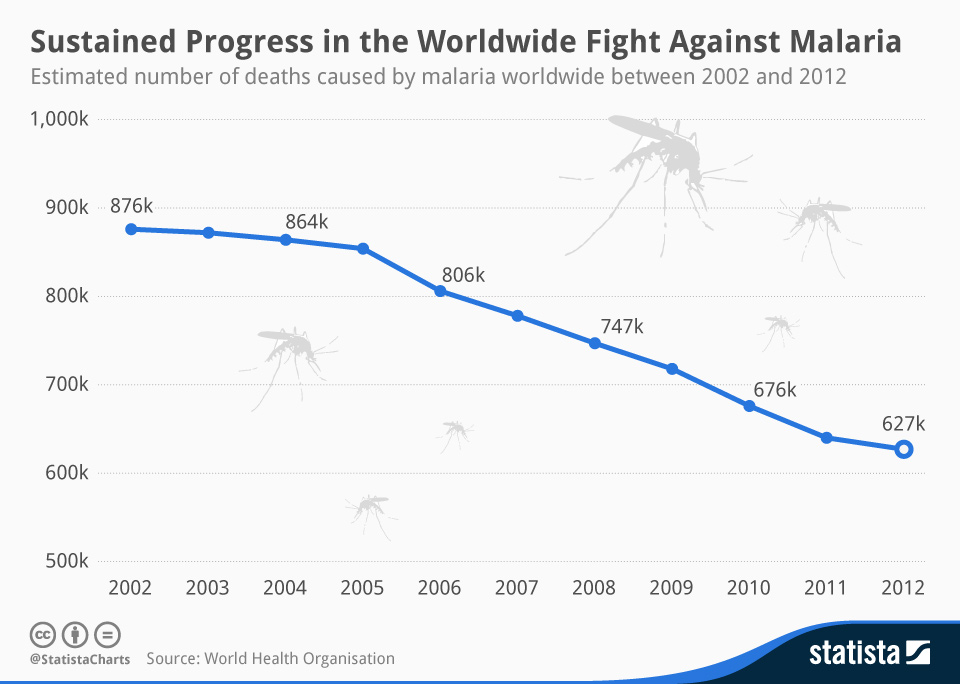 Sustained Progress in the Worldwide Fight Against Malaria
Estimated number of deaths caused by malaria worldwide between 2002 and 2012
1,000k
900k
800k
700k
600k
500k
876k
864k
806k
747k
676k
627k
2002 2003 2004 2005 2006 2007 2008 2009 2010 2011 2012
cc
@StatistaCharts Source: World Health Organisation
statista